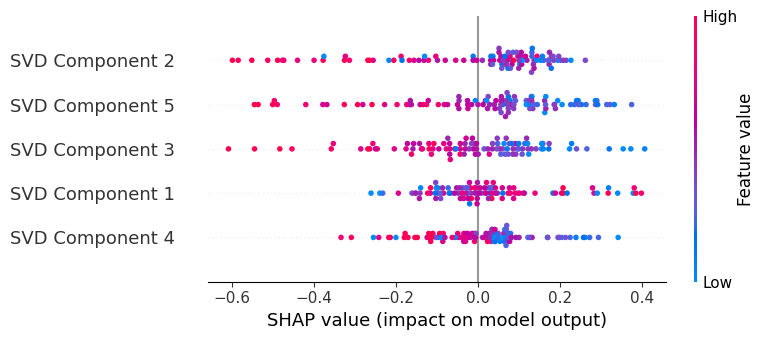 High
SVD Component 2
SVD Component 5
SVD Component 3
SVD Component 1
SVD Component 4
Feature value
Low
−0.6 −0.4 −0.2 0.0 0.2 0.4
SHAP value (impact on model output)